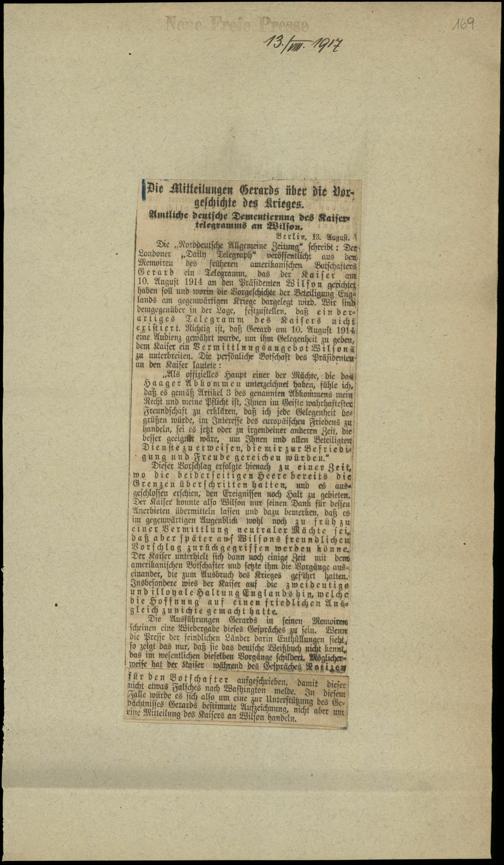 Neue Freie Presse
169
13./VIII. 1917
Die Mitteilungen Gerards über die Vor-
geschichte des Krieges.
Amtliche deutsche Dementierung des Kaiser-
telegramms an Wilson.
Berlin, 13. August.
Die „Norddeutsche Allgemeine Zeitung“ schreibt: Der
Londoner „Daily Telegraph“ veröffentlicht aus den
Memoiren des früheren amerikanischen Botschafters
Gerard ein Telegramm, das der Kaiser am
10. August 1914 an den Präsidenten Wilson gerichtet
haben soll und worin die Vorgeschichte der Beteiligung Eng-
lands am gegenwärtigen Kriege dargelegt wird. Wir sind
demgegenüber in der Lage, festzustellen, daß ein der-
artiges Telegramm des Kaisers nicht
existiert. Richtig ist, daß Gerard am 10. August 1914
eine Audienz gewährt wurde, um ihm Gelegenheit zu geben,
dem Kaiser ein Vermittlungsangebot Wilsons
zu unterbreiten. Die persönliche Botschaft des Präsidenten
an den Kaiser lautete:
„Als offizielles Haupt einer der Mächte, die das
Haager Abkommen unterzeichnet haben, fühle ich,
daß es gemäß Artikel 3 des genannten Abkommens mein
Recht und meine Pflicht ist, Ihnen im Geiste wahrhaftester
Freundschaft zu erklären, daß ich jede Gelegenheit be-
grüßen würde, im Interesse des europäischen Friedens zu
handeln, sei es jetzt oder zu irgendeiner anderen Zeit, die
besser geeignet wäre, um Ihnen und allen Beteiligten
Dienste zu erweisen, die mir zur Befriedi-
gung und Freude gereichen würden.“
Dieser Vorschlag erfolgte hienach zu einer Zeit,
wo die beiderseitigen Heere bereits die
Grenzen überschritten hatten, und es aus-
geschlossen erschien, den Ereignissen noch Halt zu gebieten.
Der Kaiser konnte also Wilson nur seinen Dank für dessen
Anerbieten übermitteln lassen und dazu bemerken, daß es
im gegenwärtigen Augenblick wohl noch zu früh zu
einer Vermittlung neutraler Mächte sei,
daß aber später auf Wilsons freundlichen
Vorschlag zurückgegriffen werden könne.
Der Kaiser unterhielt sich dann noch einige Zeit mit dem
amerikanischen Botschafter und setzte ihm die Vorgänge aus-
einander, die zum Ausbruch des Krieges geführt hatten.
Insbesondere wies der Kaiser auf die zweideutige
und illoyale Haltung Englands hin, welche
die Hoffnung auf einen friedlichen Aus-
gleich zunichte gemacht hatte.
Die Ausführungen Gerards in seinen Memoiren
scheinen eine Wiedergabe dieses Gespräches zu sein. Wenn
die Presse der feindlichen Länder darin Enthüllungen sieht,
so zeigt das nur, daß sie das deutsche Weißbuch nicht kennt,
das im wesentlichen dieselben Vorgänge schildert. Möglicher-
weise hat der Kaiser während des Gespräches Notizen
für den Botschafter aufgeschrieben, damit dieser
nicht etwas Falsches nach Washington melde. In diesem
Falle würde es sich also um eine zur Unterstützung des Ge-
dächtnisses Gerards bestimmte Aufzeichnung, nicht aber um
eine Mitteilung des Kaisers an Wilson handeln.